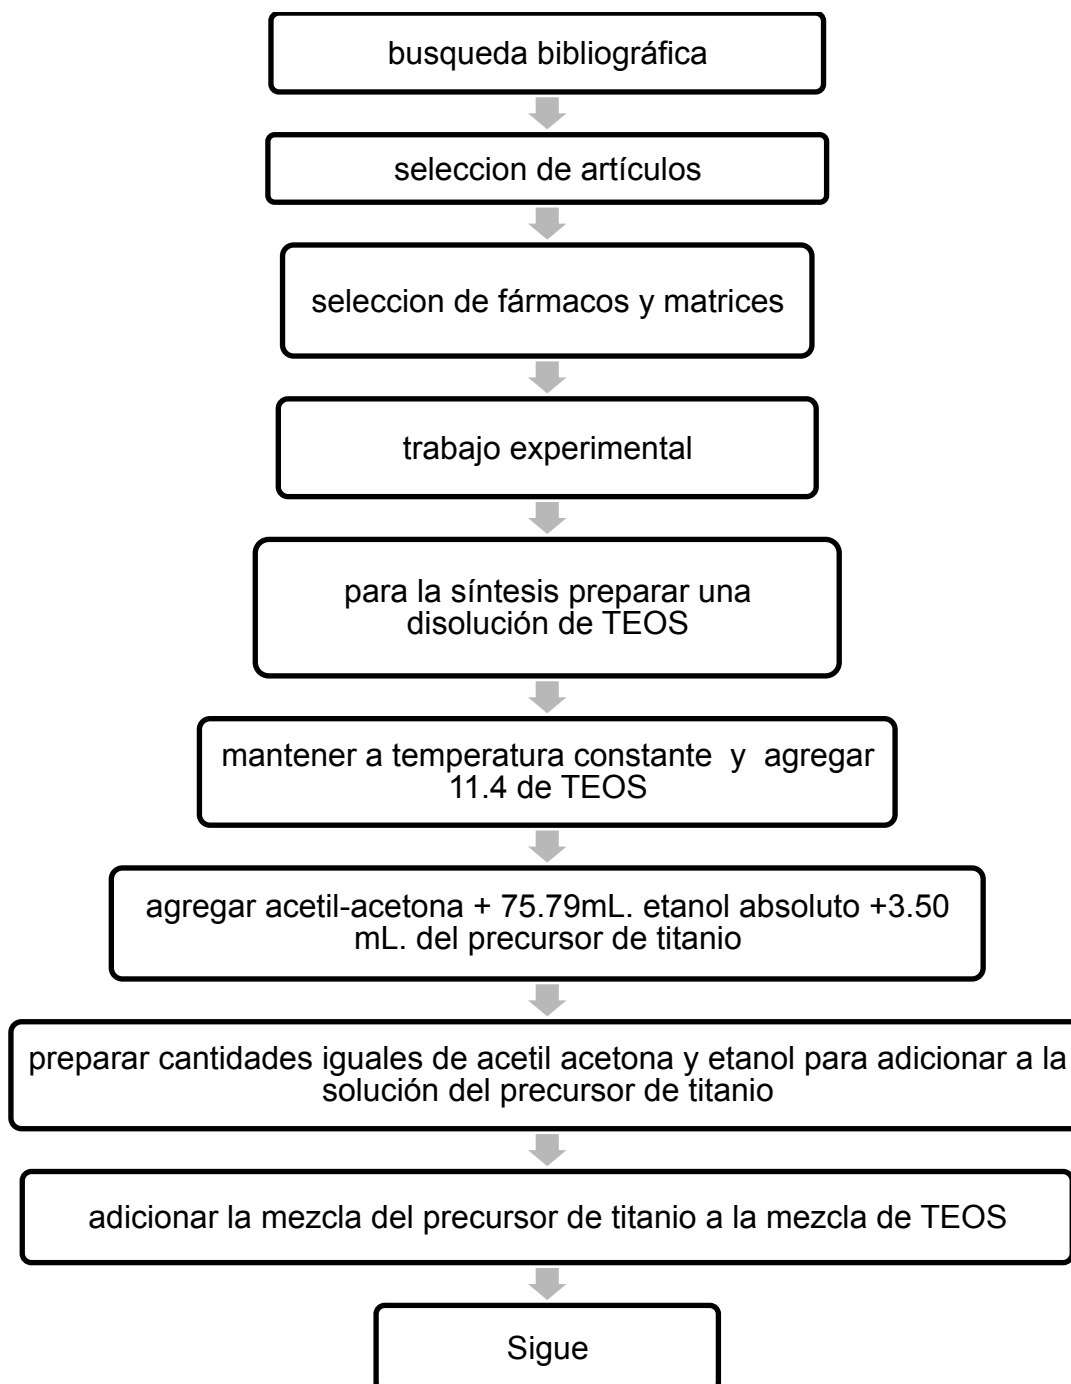 busqueda bibliográfica
seleccion de artículos
seleccion de fármacos y matrices
trabajo experimental
para la síntesis preparar una
disolución de TEOS
mantener a temperatura constante  y  agregar
11.4 de TEOS
agregar acetil-acetona + 75.79mL. etanol absoluto +3.50
mL. del precursor de titanio
preparar cantidades iguales de acetil acetona y etanol para adicionar a la
solución del precursor de titanio
adicionar la mezcla del precursor de titanio a la mezcla de TEOS
Sigue